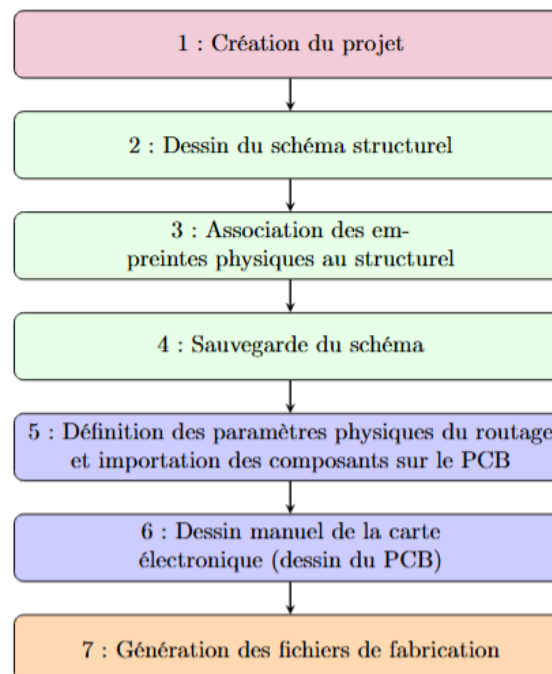 1 : Création du projet
2 : Dessin du schéma structurel
3 : Association des em-
preintes physiques au structurel
4 : Sauvegarde du schéma
5 : Définition des paramètres physiques du routage
et importation des composants sur le PCB
6 : Dessin manuel de la carte
électronique (dessin du PCB)
7 : Génération des fichiers de fabrication